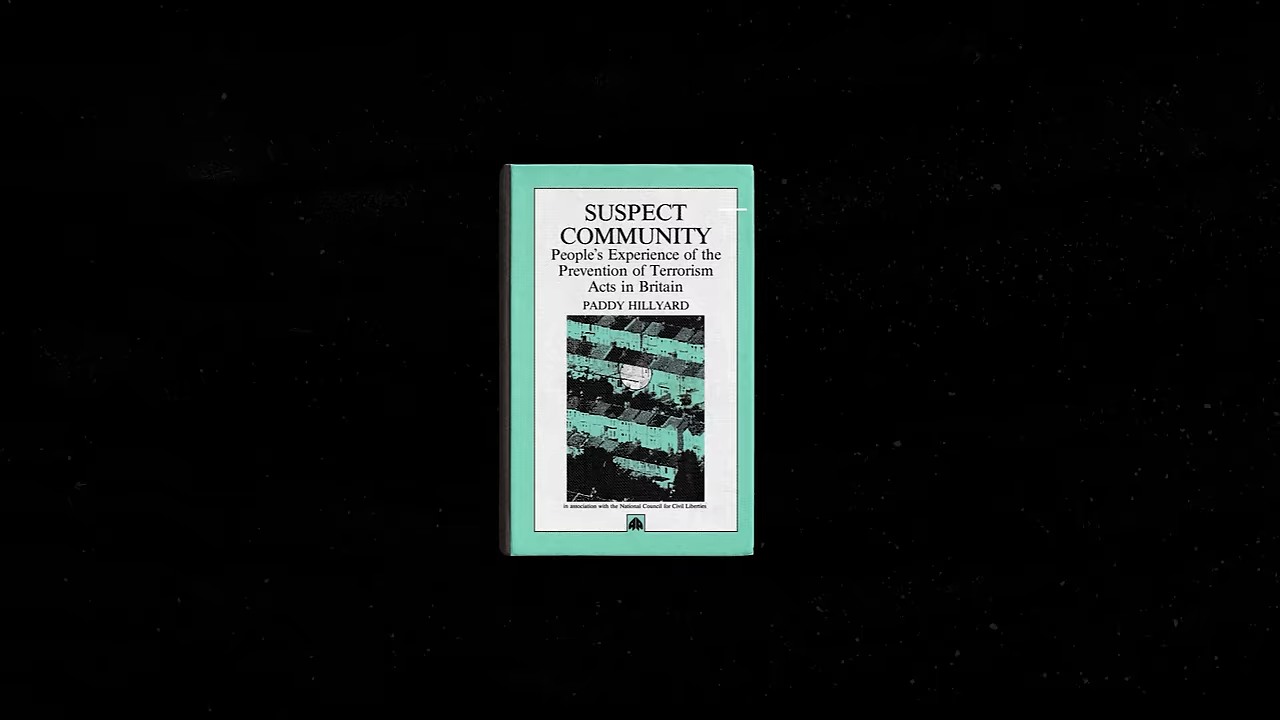 SUSPECT
COMMUNITY
People's Experience of the
Prevention of Terrorism
Acts in Britain
PADDY HILLYARD
in association with the National Council for Civil Liberties